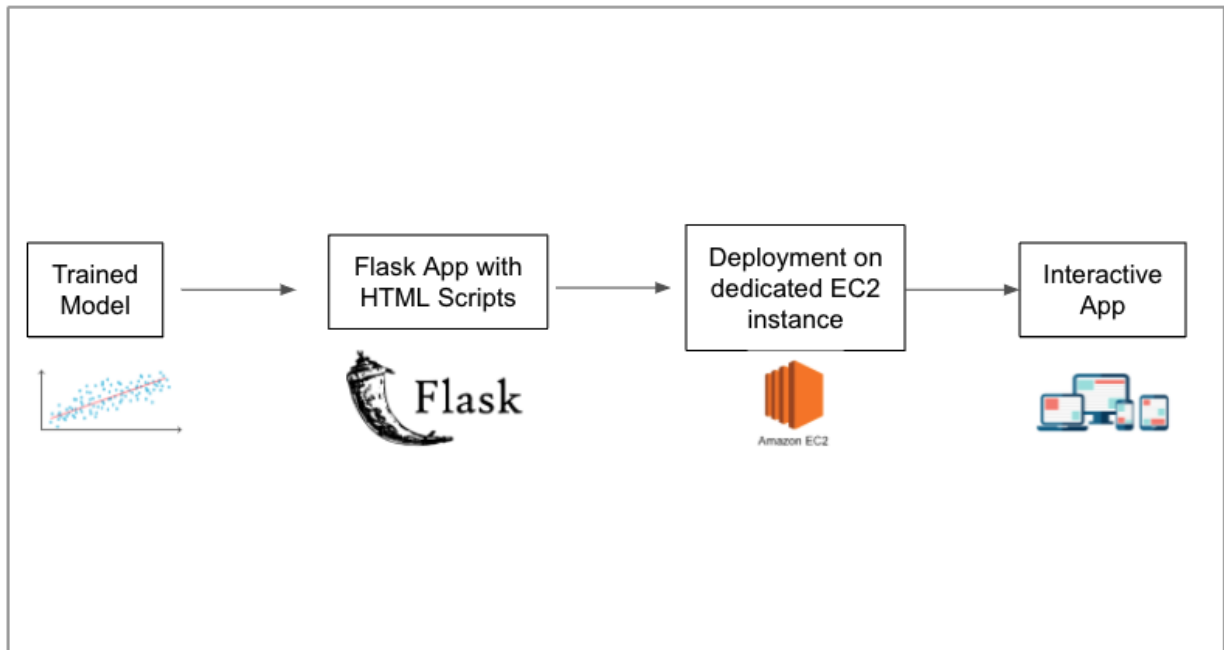 Trained
Model
Flask App with
HTML Scripts
Deployment on
dedicated EC2
instance
Interactive
App
Flask
Amazon EC2